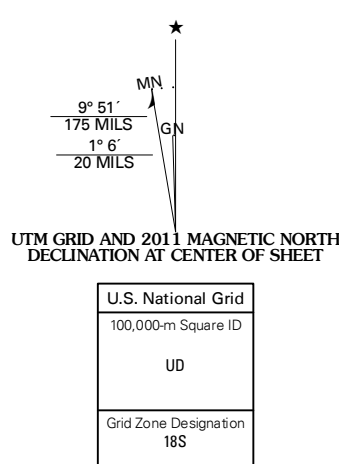 ★
MN
9° 51´
175 MILS
GN
1° 6´
20 MILS
UTM GRID AND 2011 MAGNETIC NORTH
DECLINATION AT CENTER OF SHEET
U.S. National Grid
100,000-m Square ID
UD
Grid Zone Designation
18S